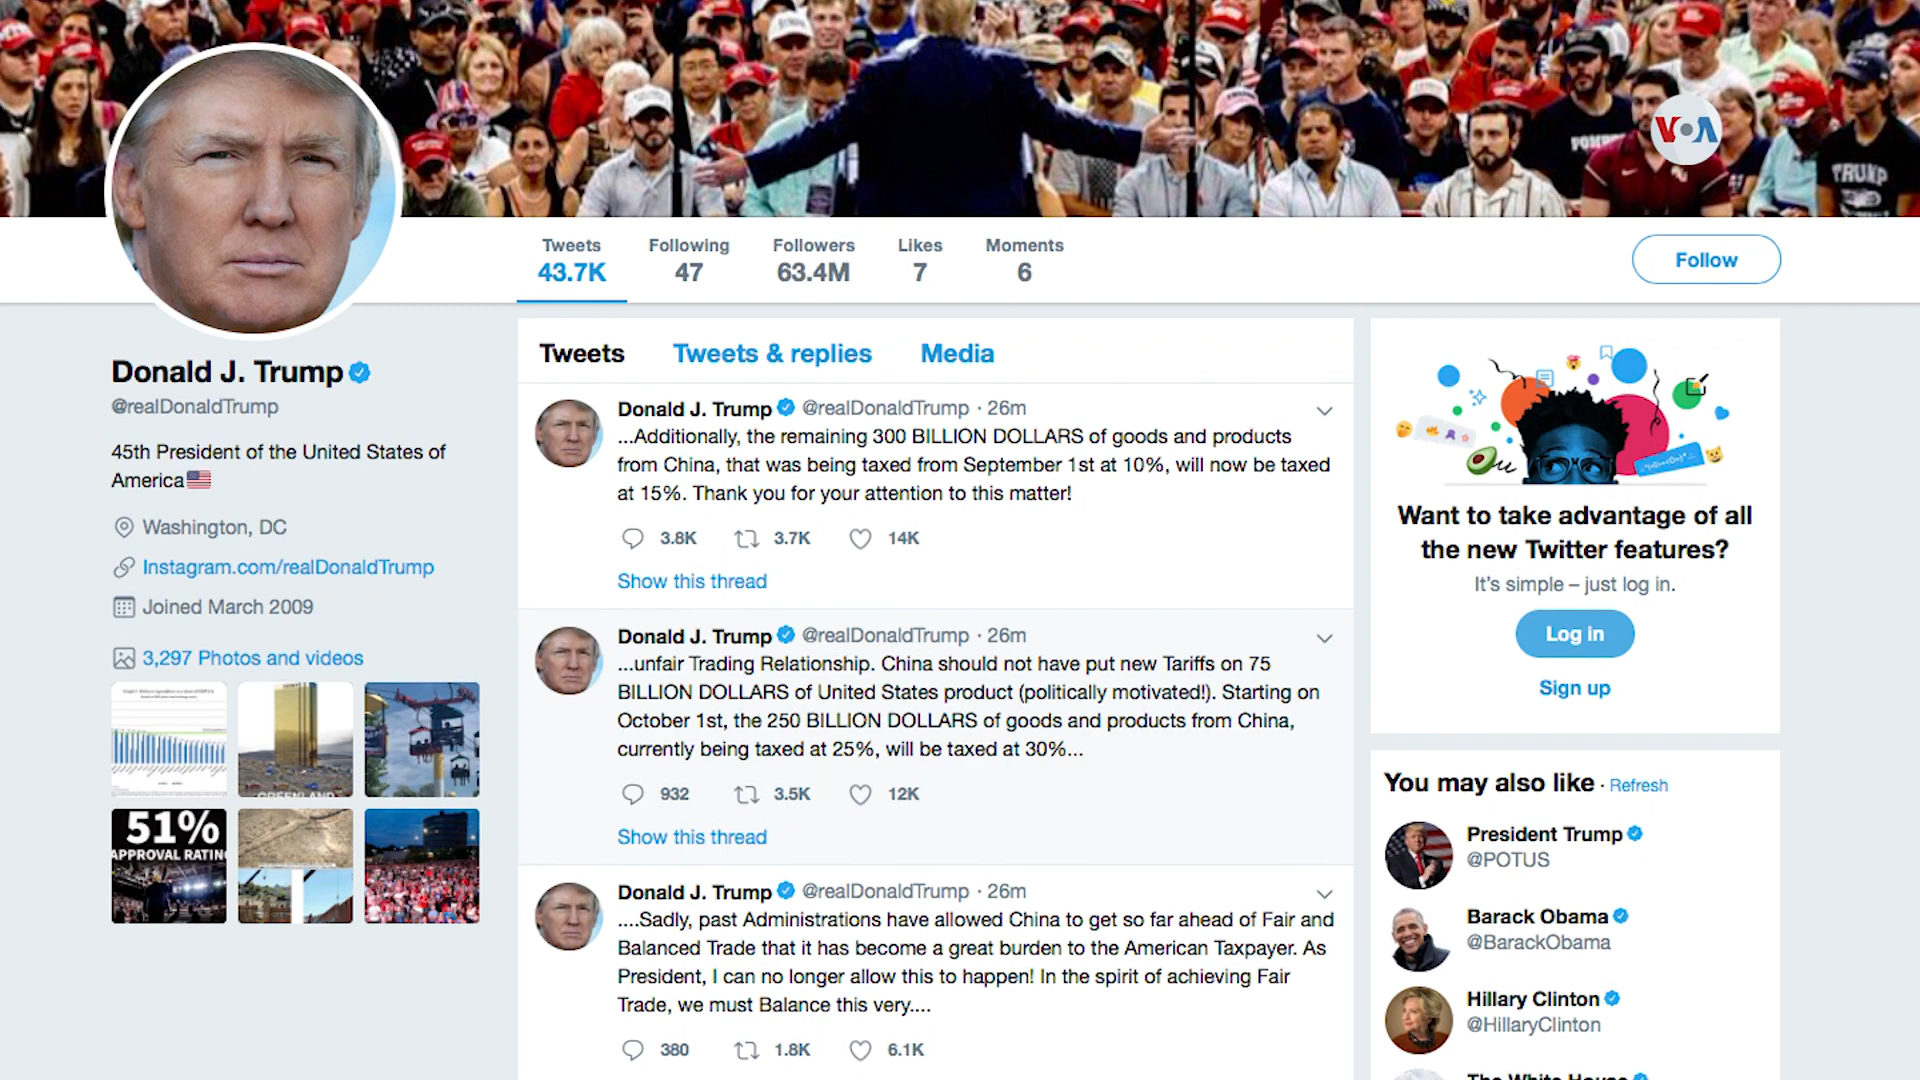 VOA
TRUMP
Tweets
43.7K
Following
47
Followers
63.4M
Likes
7
Moments
6
Follow
Donald J. Trump
@realDonaldTrump
45th President of the United States of
America
Washington, DC
Instagram.com/realDonaldTrump
Joined March 2009
3,297 Photos and videos
GREENLAND
51%
APPROVAL RATING
Tweets
Tweets & replies
Media
Donald J. Trump @realDonaldTrump · 26m
...Additionally, the remaining 300 BILLION DOLLARS of goods and products
from China, that was being taxed from September 1st at 10%, will now be taxed
at 15%. Thank you for your attention to this matter!
3.8K 3.7K 14K
Show this thread
Donald J. Trump @realDonaldTrump · 26m
...unfair Trading Relationship. China should not have put new Tariffs on 75
BILLION DOLLARS of United States product (politically motivated!). Starting on
October 1st, the 250 BILLION DOLLARS of goods and products from China,
currently being taxed at 25%, will be taxed at 30%...
932 3.5K 12K
Show this thread
Donald J. Trump @realDonaldTrump · 26m
....Sadly, past Administrations have allowed China to get so far ahead of Fair and
Balanced Trade that it has become a great burden to the American Taxpayer. As
President, I can no longer allow this to happen! In the spirit of achieving Fair
Trade, we must Balance this very....
380 1.8K 6.1K
Want to take advantage of all
the new Twitter features?
It's simple – just log in.
Log in
Sign up
You may also like · Refresh
President Trump
@POTUS
Barack Obama
@BarackObama
Hillary Clinton
@HillaryClinton
The White House